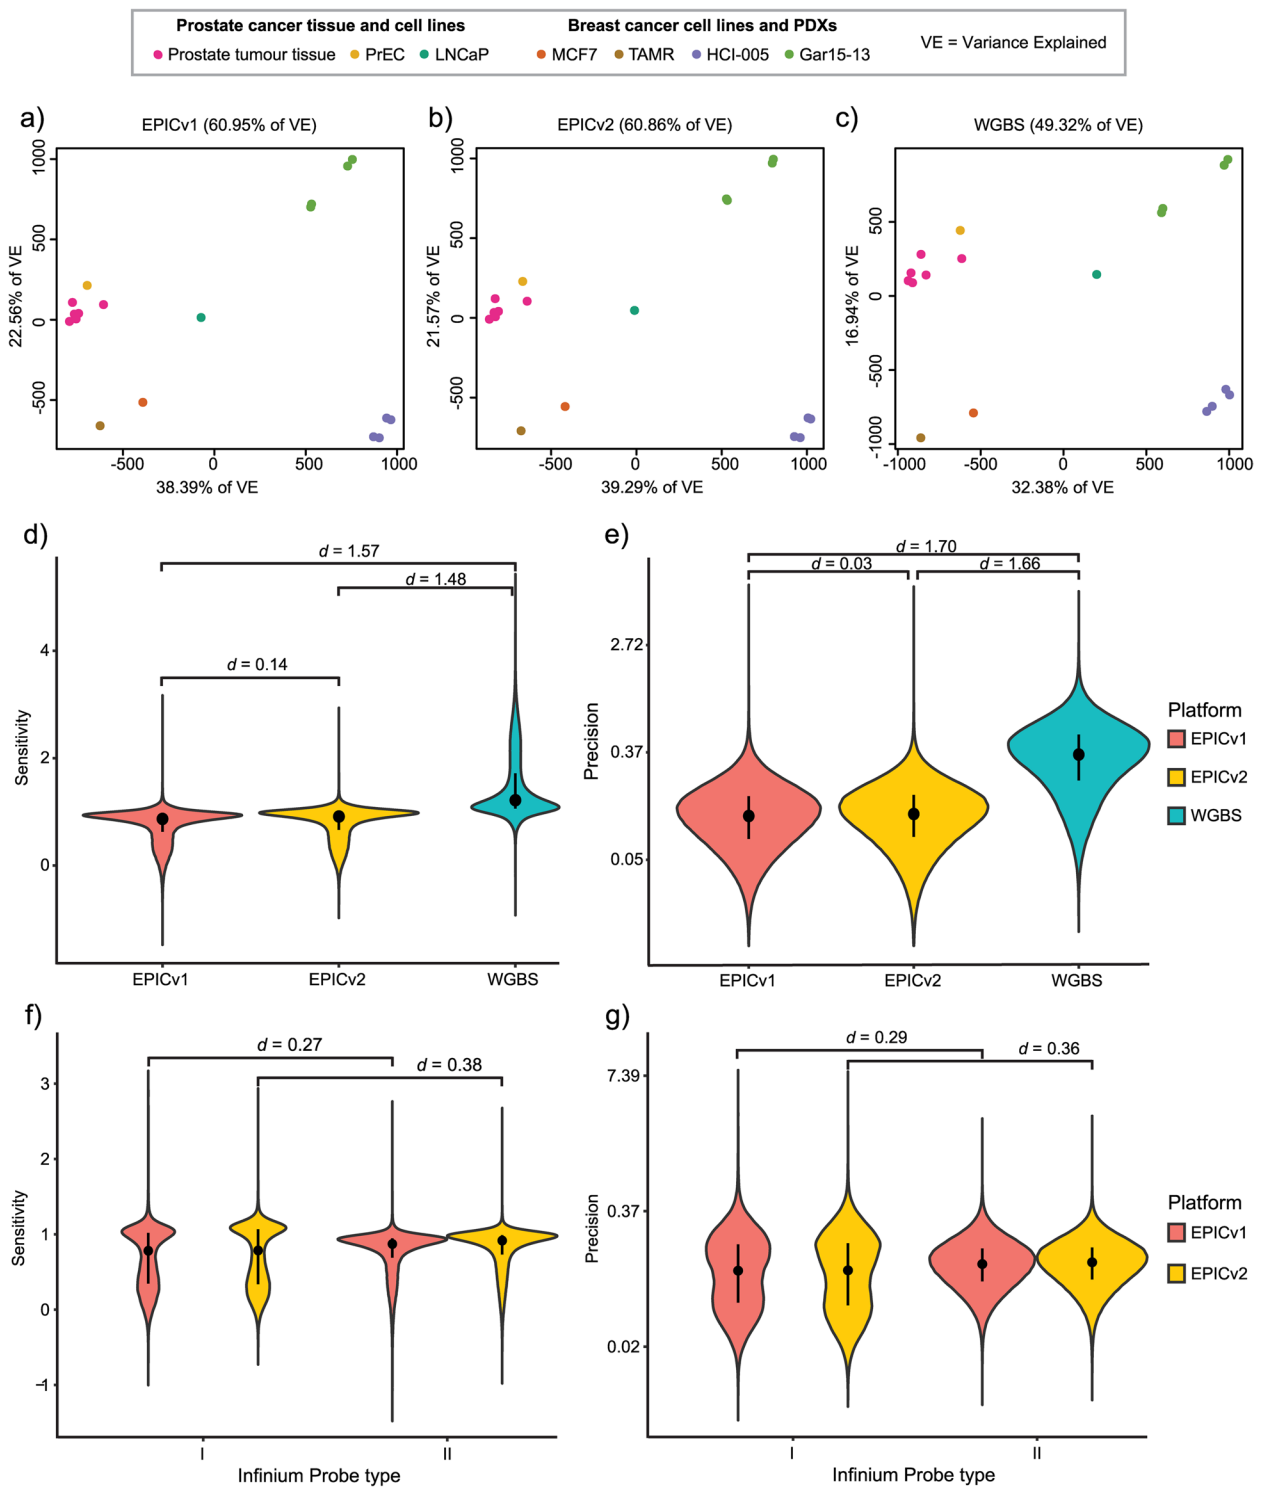 Prostate cancer tissue and cell lines
Breast cancer cell lines and PDXs
Prostate tumour tissue PrEC LNCaP
MCF7 TAMR HCI-005 Gar15-13
VE = Variance Explained
a)
EPICv1 (60.95% of VE)
22.56% of VE
1000
500
0
-500
-500 0 500 1000
38.39% of VE
b)
EPICv2 (60.86% of VE)
21.57% of VE
1000
500
0
-500
-500 0 500 1000
39.29% of VE
c)
WGBS (49.32% of VE)
16.94% of VE
500
0
-500
-1000
-1000 -500 0 500 1000
32.38% of VE
d)
d = 1.57
d = 1.48
d = 0.14
Sensitivity
4
2
0
EPICv1 EPICv2 WGBS
e)
d = 1.70
d = 0.03 d = 1.66
Precision
2.72
0.37
0.05
EPICv1 EPICv2 WGBS
Platform
EPICv1
EPICv2
WGBS
f)
d = 0.27
d = 0.38
Sensitivity
3
2
1
0
-1
I II
Infinium Probe type
g)
d = 0.29
d = 0.36
Precision
7.39
0.37
0.02
I II
Infinium Probe type
Platform
EPICv1
EPICv2